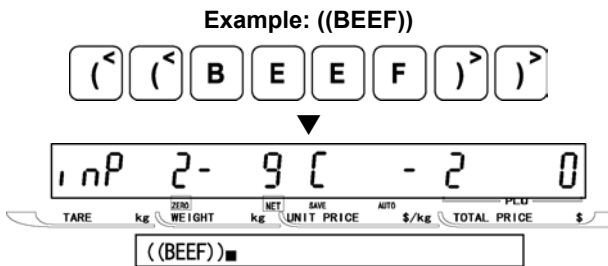 Example: ((BEEF))
(< (< B E E F )> )>
inP 2- 9C -2 0
ZERO NET SAVE AUTO PLU
TARE kg WEIGHT kg UNIT PRICE $/kg TOTAL PRICE $
((BEEF))